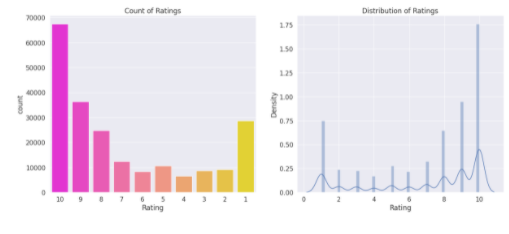 Count of Ratings
70000
60000
50000
40000
30000
20000
10000
0
count
10 9 8 7 6 5 4 3 2 1
Rating
Distribution of Ratings
1.75
1.50
1.25
1.00
0.75
0.50
0.25
0.00
Density
0 2 4 6 8 10
Rating